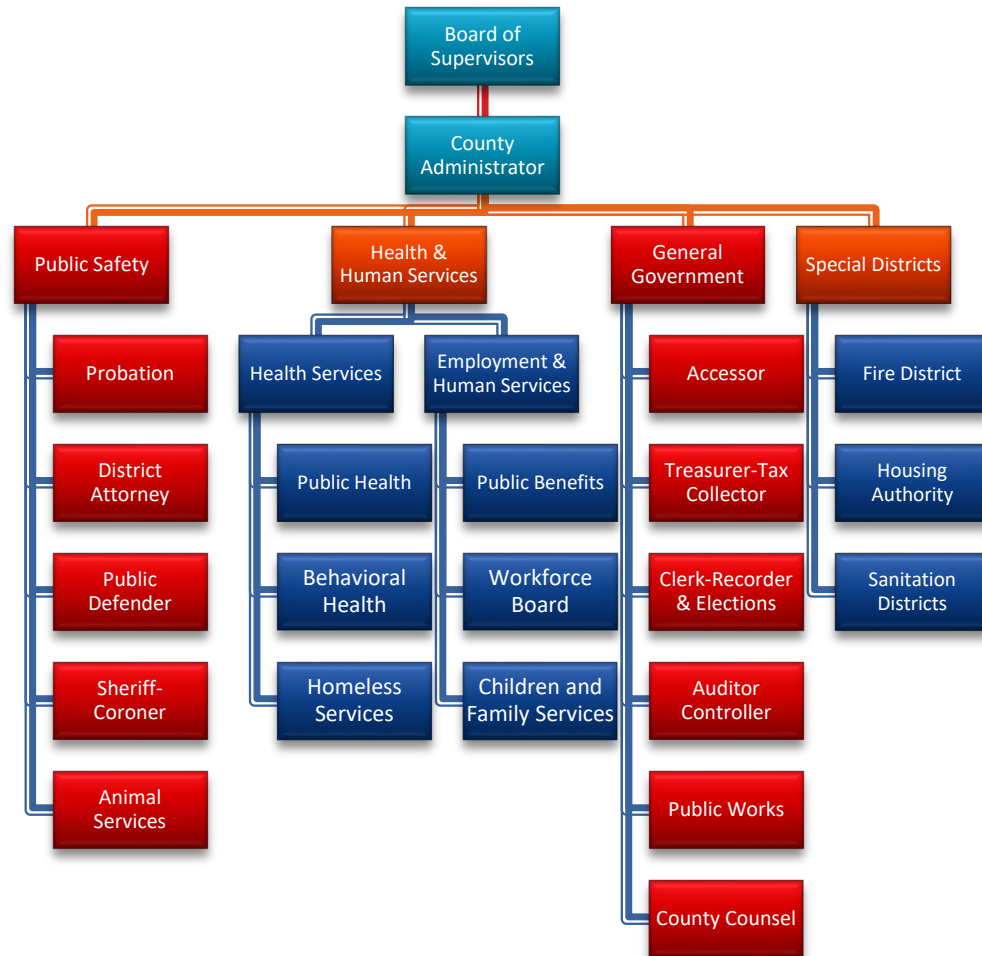 Board of
Supervisors
County
Administrator
Public Safety
Health &
Human Services
General
Government
Special Districts
Probation
District
Attorney
Public
Defender
Sheriff-
Coroner
Animal
Services
Health Services
Public Health
Behavioral
Health
Homeless
Services
Employment &
Human Services
Public Benefits
Workforce
Board
Children and
Family Services
Accessor
Treasurer-Tax
Collector
Clerk-Recorder
& Elections
Auditor
Controller
Public Works
County Counsel
Fire District
Housing
Authority
Sanitation
Districts